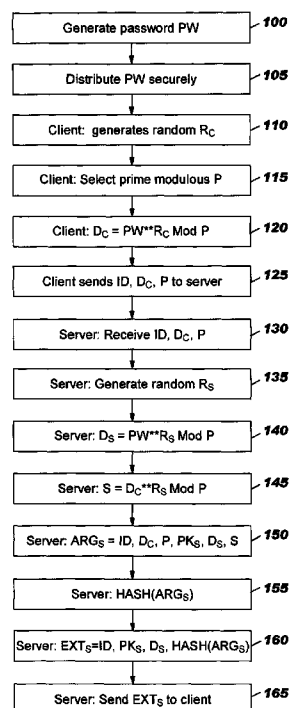 Generate password PW
100
Distribute PW securely
105
Client: generates random R_C
110
Client: Select prime modulous P
115
Client: D_C = PW**R_C Mod P
120
Client sends ID, D_C, P to server
125
Server: Receive ID, D_C, P
130
Server: Generate random R_S
135
Server: D_S = PW**R_S Mod P
140
Server: S = D_C**R_S Mod P
145
Server: ARG_S = ID, D_C, P, PK_S, D_S, S
150
Server: HASH(ARG_S)
155
Server: EXT_S=ID, PK_S, D_S, HASH(ARG_S)
160
Server: Send EXT_S to client
165